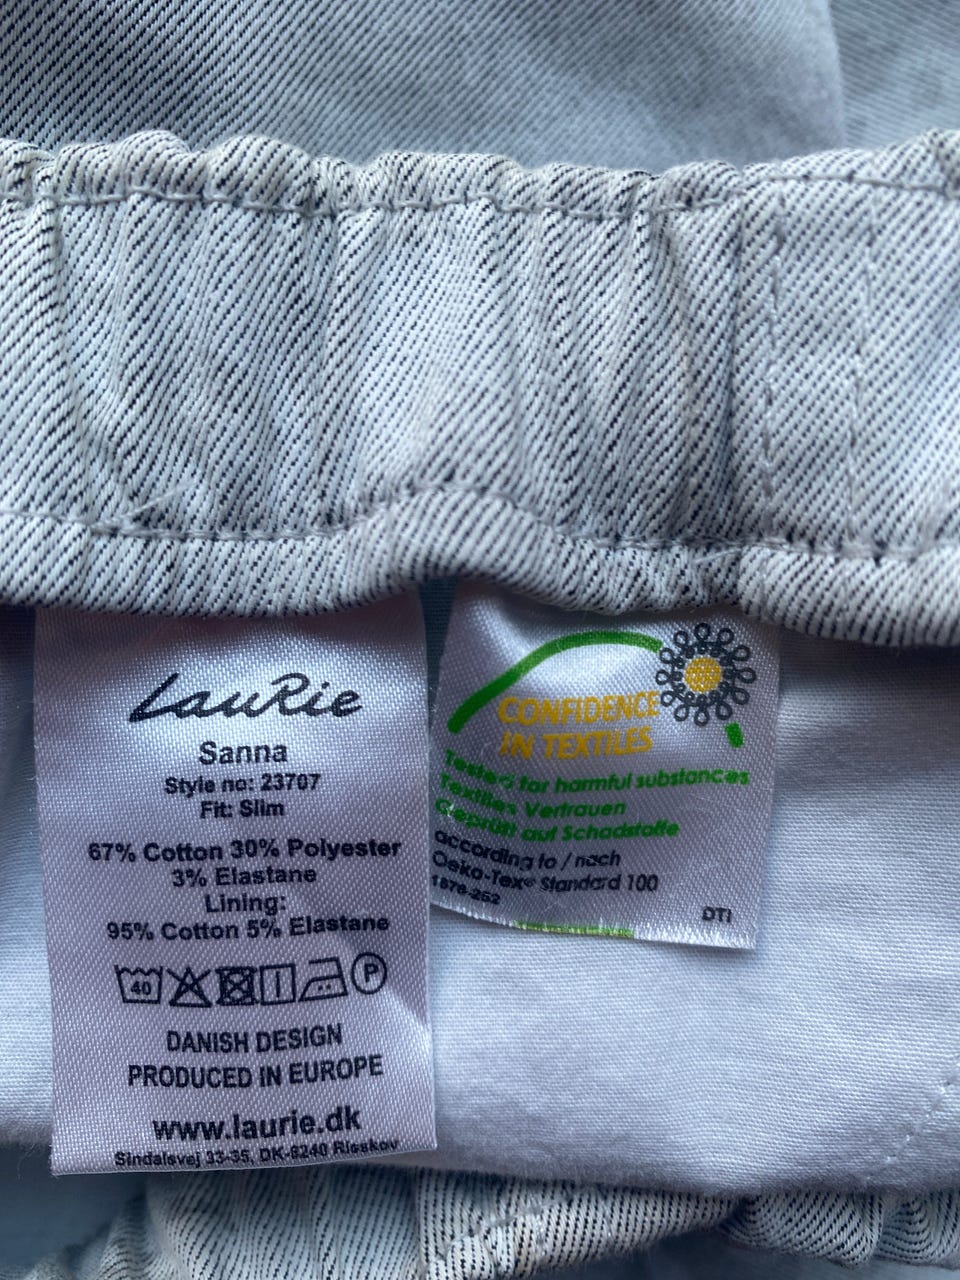 LauRie
Sanna
Style no: 23707
Fit: Slim
67% Cotton 30% Polyester
3% Elastane
Lining:
95% Cotton 5% Elastane
40
P
DANISH DESIGN
PRODUCED IN EUROPE
www.laurie.dk
Sindalsvej 33-35, DK-8240 Risskov
CONFIDENCE
IN TEXTILES
Tested for harmful substances
Textiles Vertrauen
Geprüft auf Schadstoffe
according to / nach
Oeko-Tex® Standard 100
1879-252
DTI